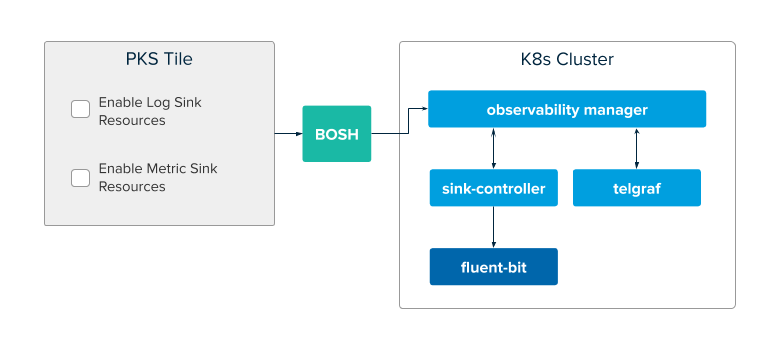 PKS Tile
Enable Log Sink
Resources
Enable Metric Sink
Resources
BOSH
K8s Cluster
observability manager
sink-controller
telgraf
fluent-bit